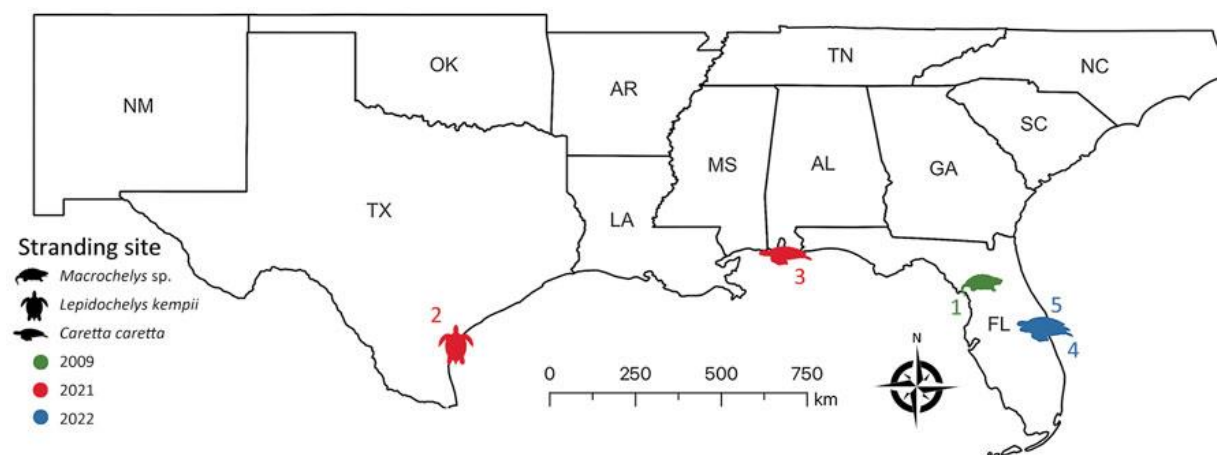 TN
NC
OK
AR
NM
SC
MS
AL
GA
TX
LA
Stranding site
Macrochelys sp.
Lepidochelys kempii
Caretta caretta
2009
2021
2022
2
3
1
5
FL
4
N
0 250 500 750
km